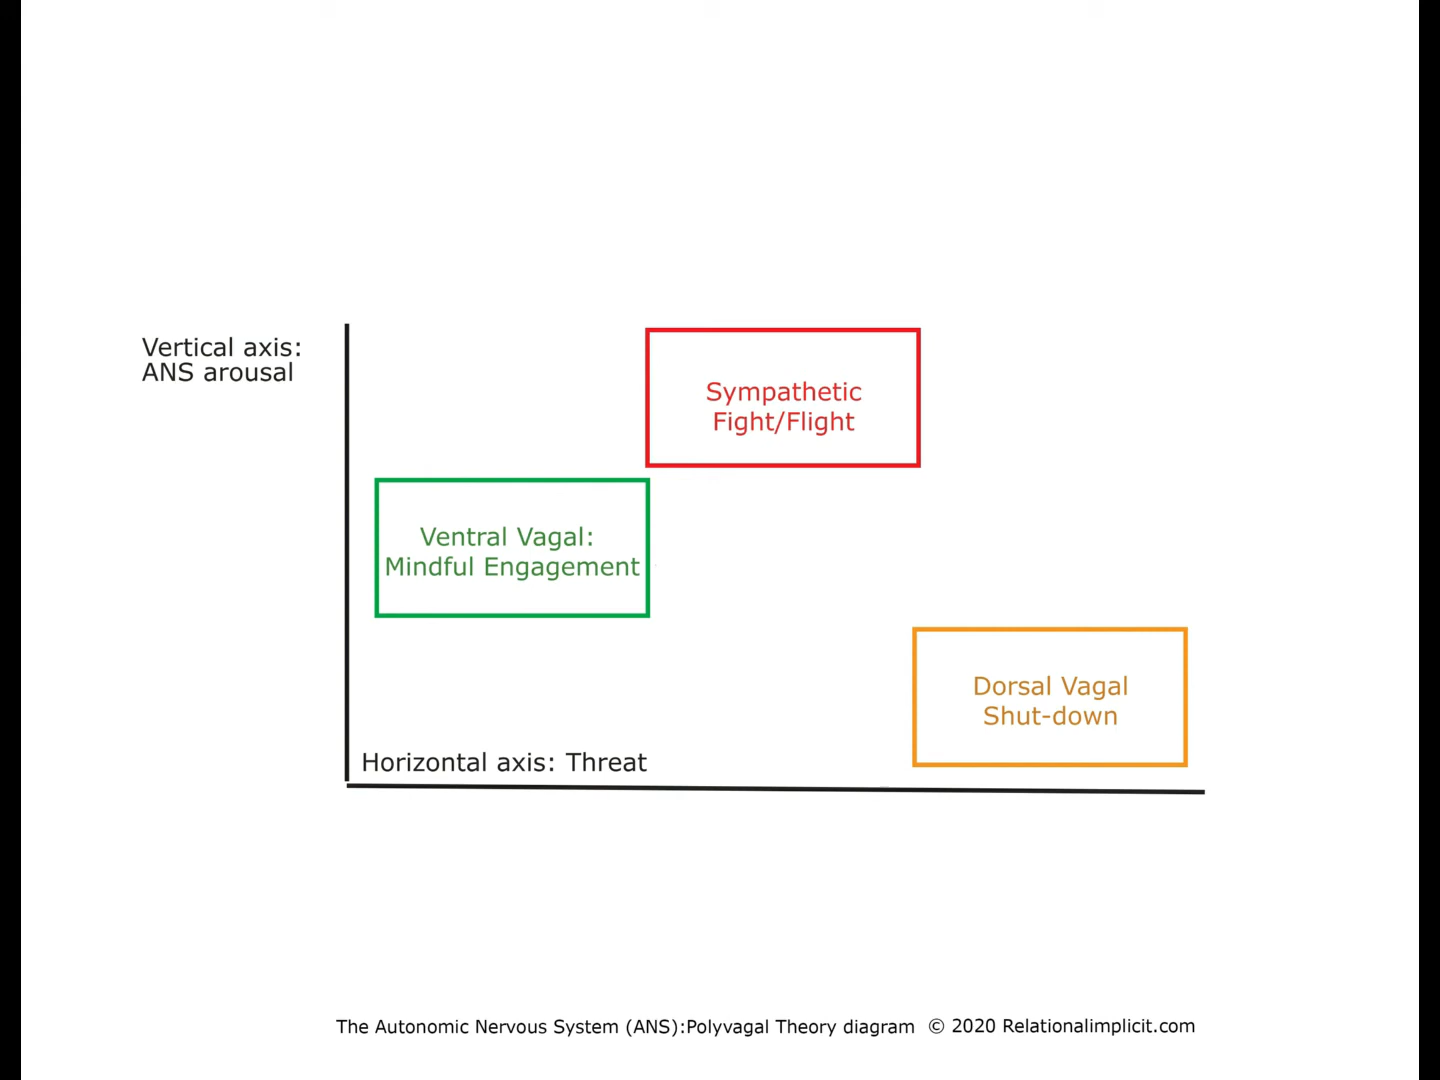 Vertical axis:
ANS arousal
Sympathetic
Fight/Flight
Ventral Vagal:
Mindful Engagement
Dorsal Vagal
Shut-down
Horizontal axis: Threat
The Autonomic Nervous System (ANS):Polyvagal Theory diagram © 2020 Relationalimplicit.com